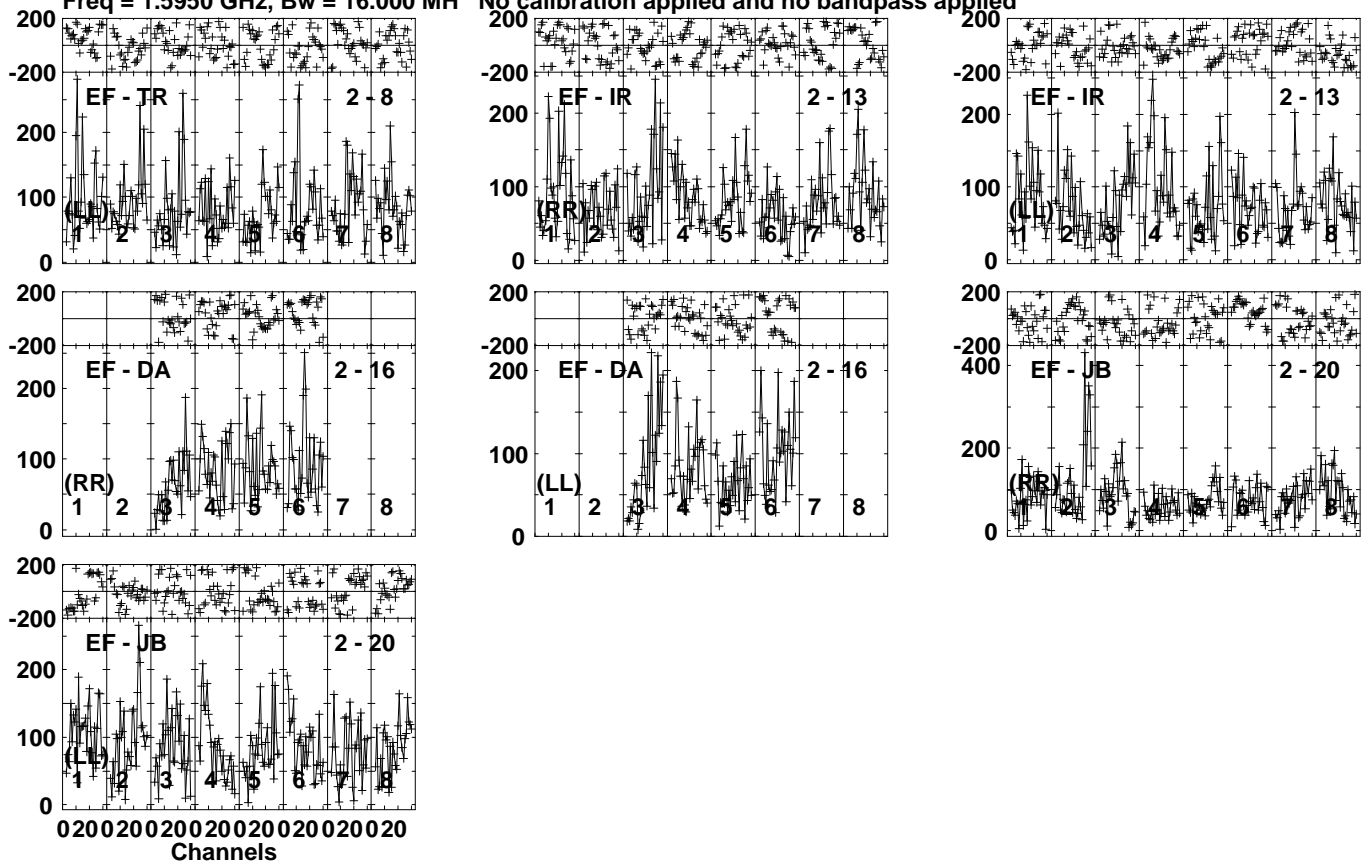 Freq = 1.5950 GHz, Bw = 16.000 MH No calibration applied and no bandpass applied
200
-200
EF - TR 2 - 8
200
100
0
(LL)
1 2 3 4 5 6 7 8
200
-200
EF - IR 2 - 13
200
100
0
(RR)
1 2 3 4 5 6 7 8
200
-200
EF - IR 2 - 13
200
100
0
(LL)
1 2 3 4 5 6 7 8
200
-200
EF - DA 2 - 16
200
100
0
(RR)
1 2 3 4 5 6 7 8
200
-200
EF - DA 2 - 16
200
100
0
(LL)
1 2 3 4 5 6 7 8
200
-200
EF - JB 2 - 20
400
200
0
(RR)
1 2 3 4 5 6 7 8
200
-200
EF - JB 2 - 20
200
100
0
(LL)
1 2 3 4 5 6 7 8
0 20 0 20 0 20 0 20 0 20 0 20 0 20 0 20
Channels